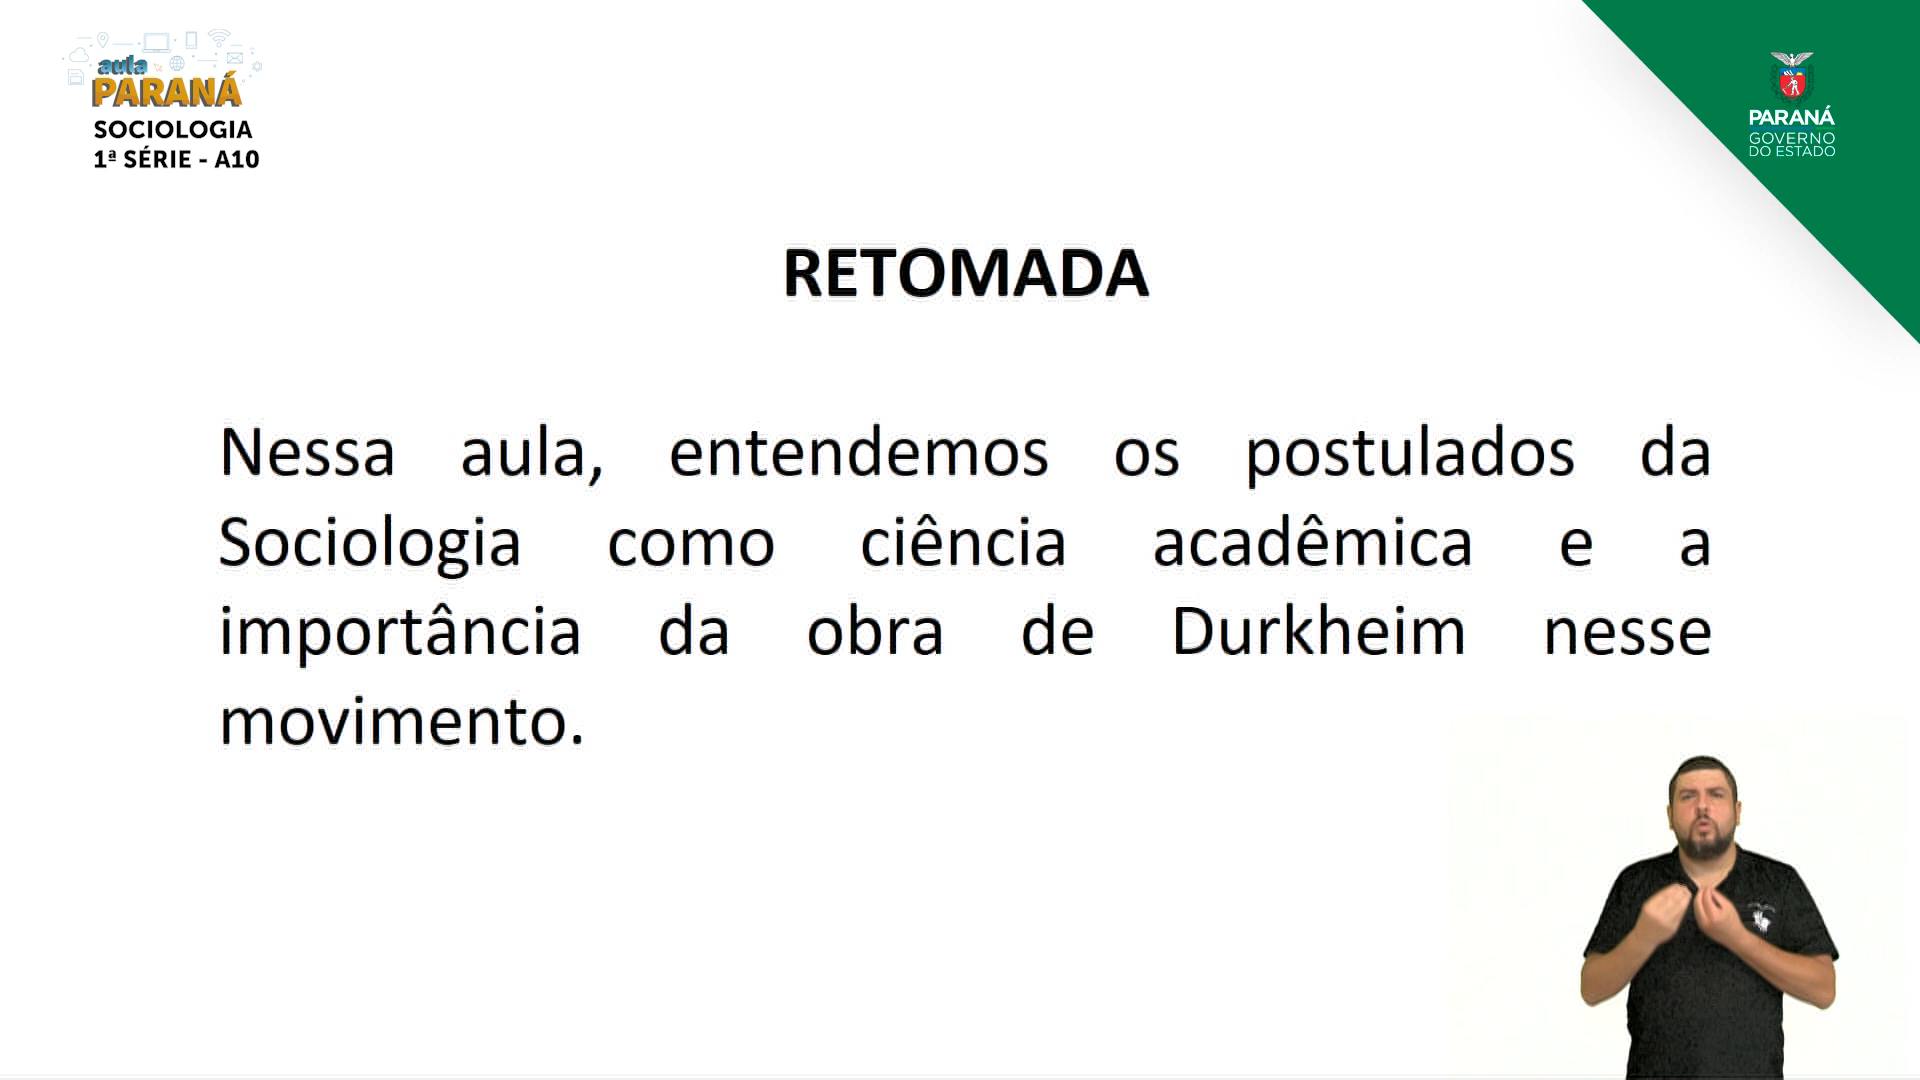 aula
PARANÁ
SOCIOLOGIA
1ª SÉRIE - A10
PARANÁ
GOVERNO
DO ESTADO
RETOMADA
Nessa aula, entendemos os postulados da
Sociologia como ciência acadêmica e a
importância da obra de Durkheim nesse
movimento.